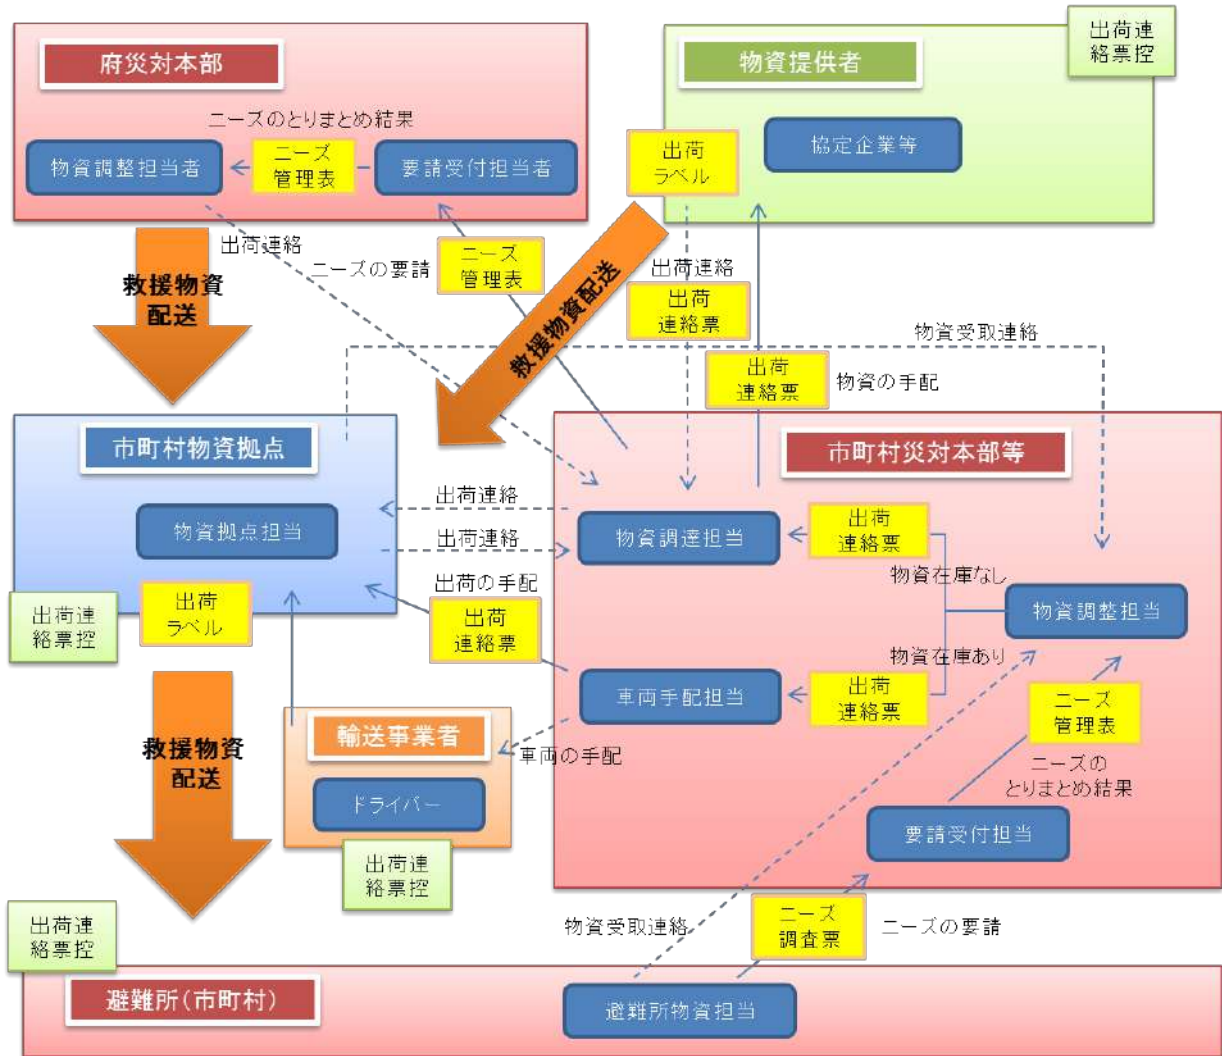 府災対本部
物資提供者
出荷連
絡票控
ニーズのとりまとめ結果
物資調整担当者
ニーズ
管理表
要請受付担当者
出荷
ラベル
協定企業等
出荷連絡
ニーズの要請
ニーズ
管理表
救援物資
配送
救援物資配送
出荷連絡
出荷
連絡票
物資受取連絡
出荷
連絡票
物資の手配
市町村物資拠点
市町村災対本部等
物資拠点担当
出荷連絡
出荷連絡
物資調達担当
出荷
連絡票
物資在庫なし
出荷の手配
出荷連
絡票控
出荷
ラベル
出荷
連絡票
物資調整担当
物資在庫あり
車両手配担当
出荷
連絡票
ニーズ
管理表
輸送事業者
車両の手配
救援物資
配送
ニーズの
とりまとめ結果
ドライバー
要請受付担当
出荷連
絡票控
出荷連
絡票控
物資受取連絡
ニーズ
調査票
ニーズの要請
避難所(市町村)
避難所物資担当